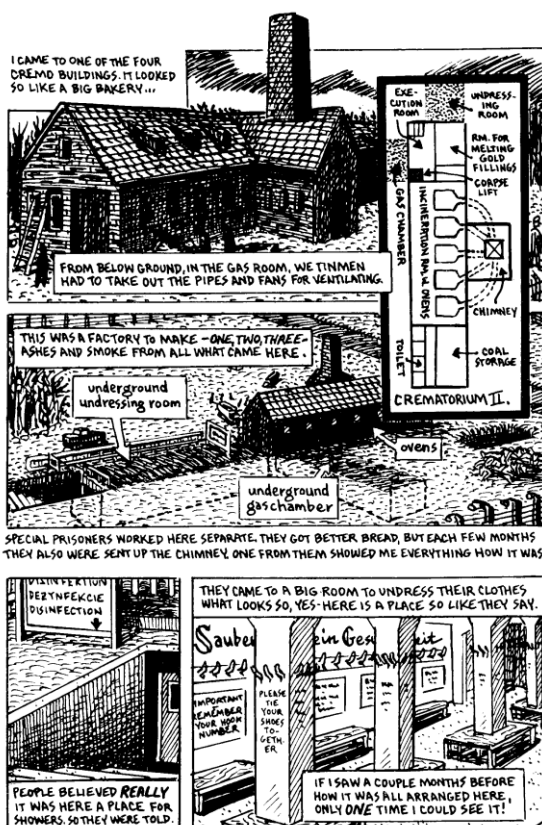 I CAME TO ONE OF THE FOUR
CREMO BUILDINGS. IT LOOKED
SO LIKE A BIG BAKERY...
EXE-
CUTION
ROOM
UNDRESS-
ING
ROOM
RM. FOR
MELTING
GOLD
FILLINGS
CORPSE
LIFT
GAS CHAMBER
INCINERATION RM. & OVENS
CHIMNEY
TOILET
COAL
STORAGE
CREMATORIUM II.
FROM BELOW GROUND, IN THE GAS ROOM, WE TINMEN
HAD TO TAKE OUT THE PIPES AND FANS FOR VENTILATING.
THIS WAS A FACTORY TO MAKE -ONE, TWO, THREE-
ASHES AND SMOKE FROM ALL WHAT CAME HERE.
underground
undressing room
ovens
underground
gas chamber
SPECIAL PRISONERS WORKED HERE SEPARATE. THEY GOT BETTER BREAD, BUT EACH FEW MONTHS
THEY ALSO WERE SENT UP THE CHIMNEY. ONE FROM THEM SHOWED ME EVERYTHING HOW IT WAS
DEZYNFEKCIE
DISINFECTION
PEOPLE BELIEVED REALLY
IT WAS HERE A PLACE FOR
SHOWERS. SO THEY WERE TOLD.
THEY CAME TO A BIG ROOM TO UNDRESS THEIR CLOTHES
WHAT LOOKS SO, YES-HERE IS A PLACE SO LIKE THEY SAY.
Saube ein Ges eit
IMPORTANT
REMEMBER
YOUR HOOK
NUMBER
PLEASE
TIE
YOUR
SHOES
TO-
GETH-
ER
IF I SAW A COUPLE MONTHS BEFORE
HOW IT WAS ALL ARRANGED HERE,
ONLY ONE TIME I COULD SEE IT!